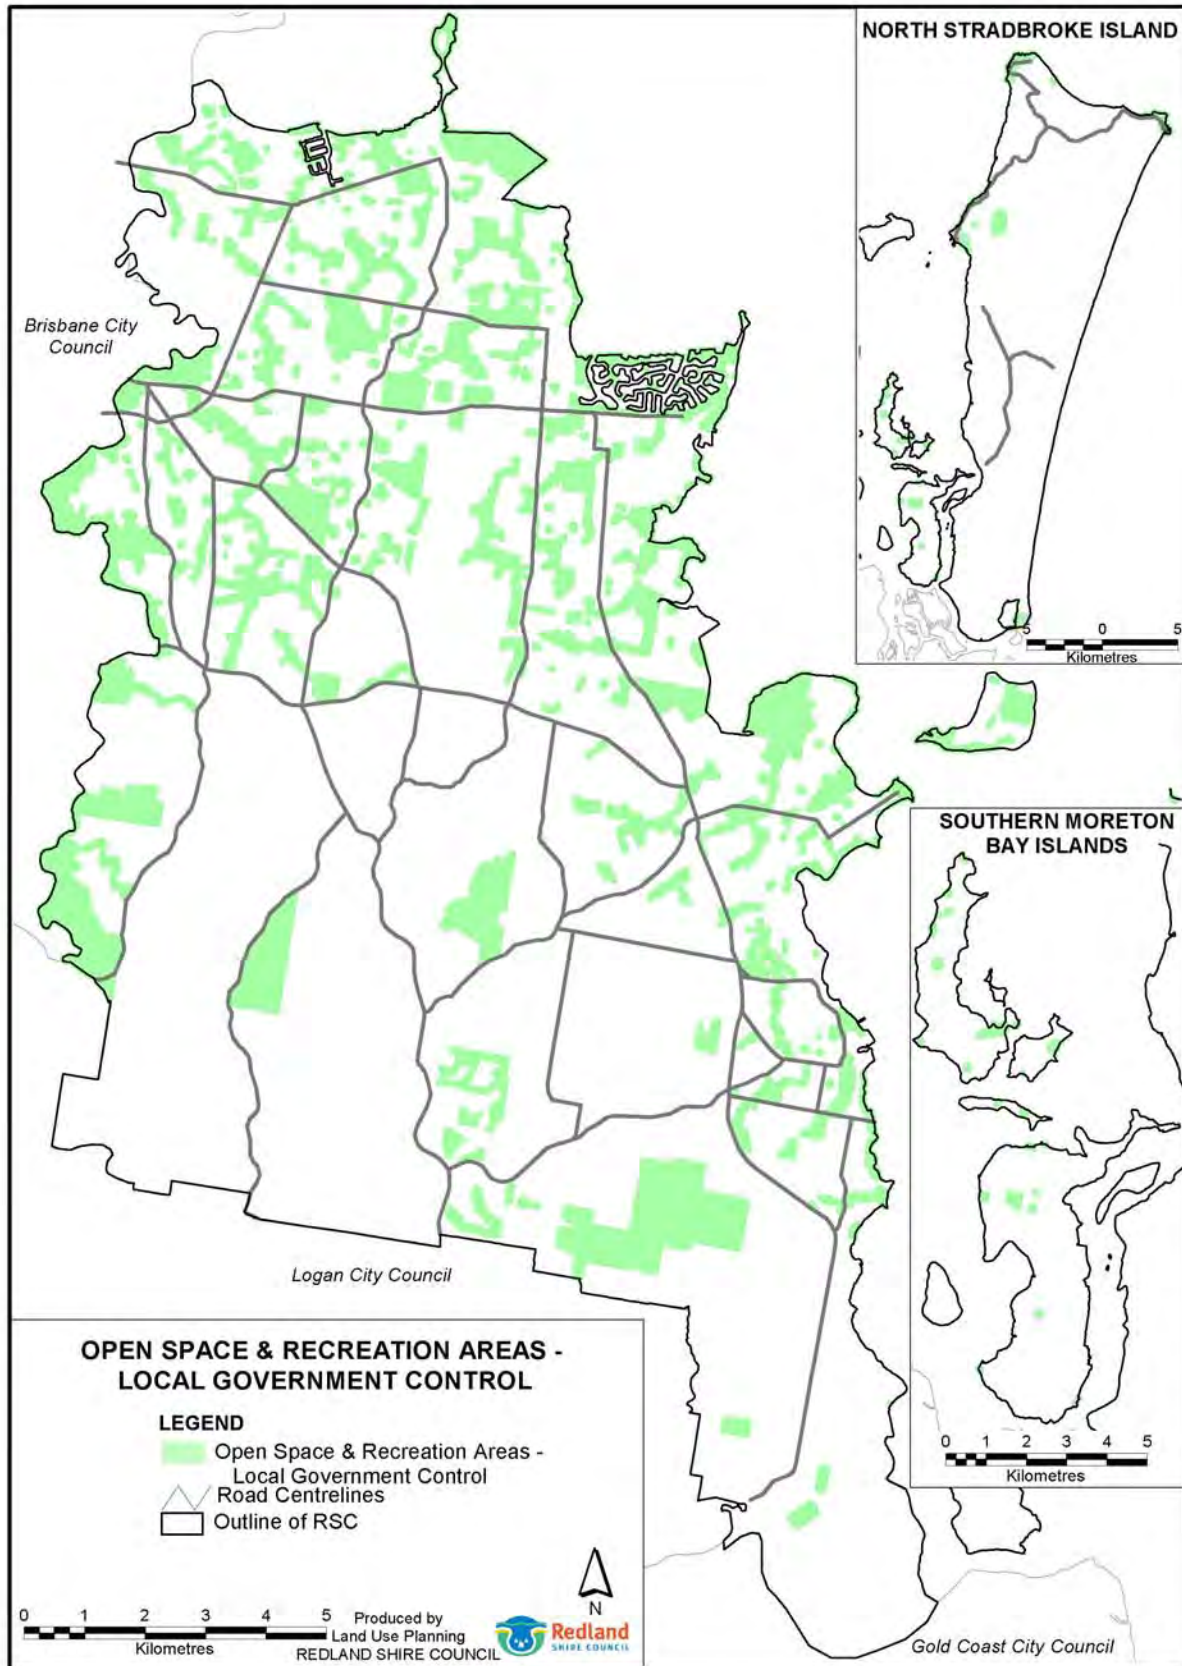 NORTH STRADBROKE ISLAND
Brisbane City
Council
5 0 5
Kilometres
SOUTHERN MORETON
BAY ISLANDS
0 1 2 3 4 5
Kilometres
Logan City Council
OPEN SPACE & RECREATION AREAS -
LOCAL GOVERNMENT CONTROL
LEGEND
Open Space & Recreation Areas -
Local Government Control
Road Centrelines
Outline of RSC
N
0 1 2 3 4 5
Kilometres
Produced by
Land Use Planning
REDLAND SHIRE COUNCIL
Redland
SHIRE COUNCIL
Gold Coast City Council